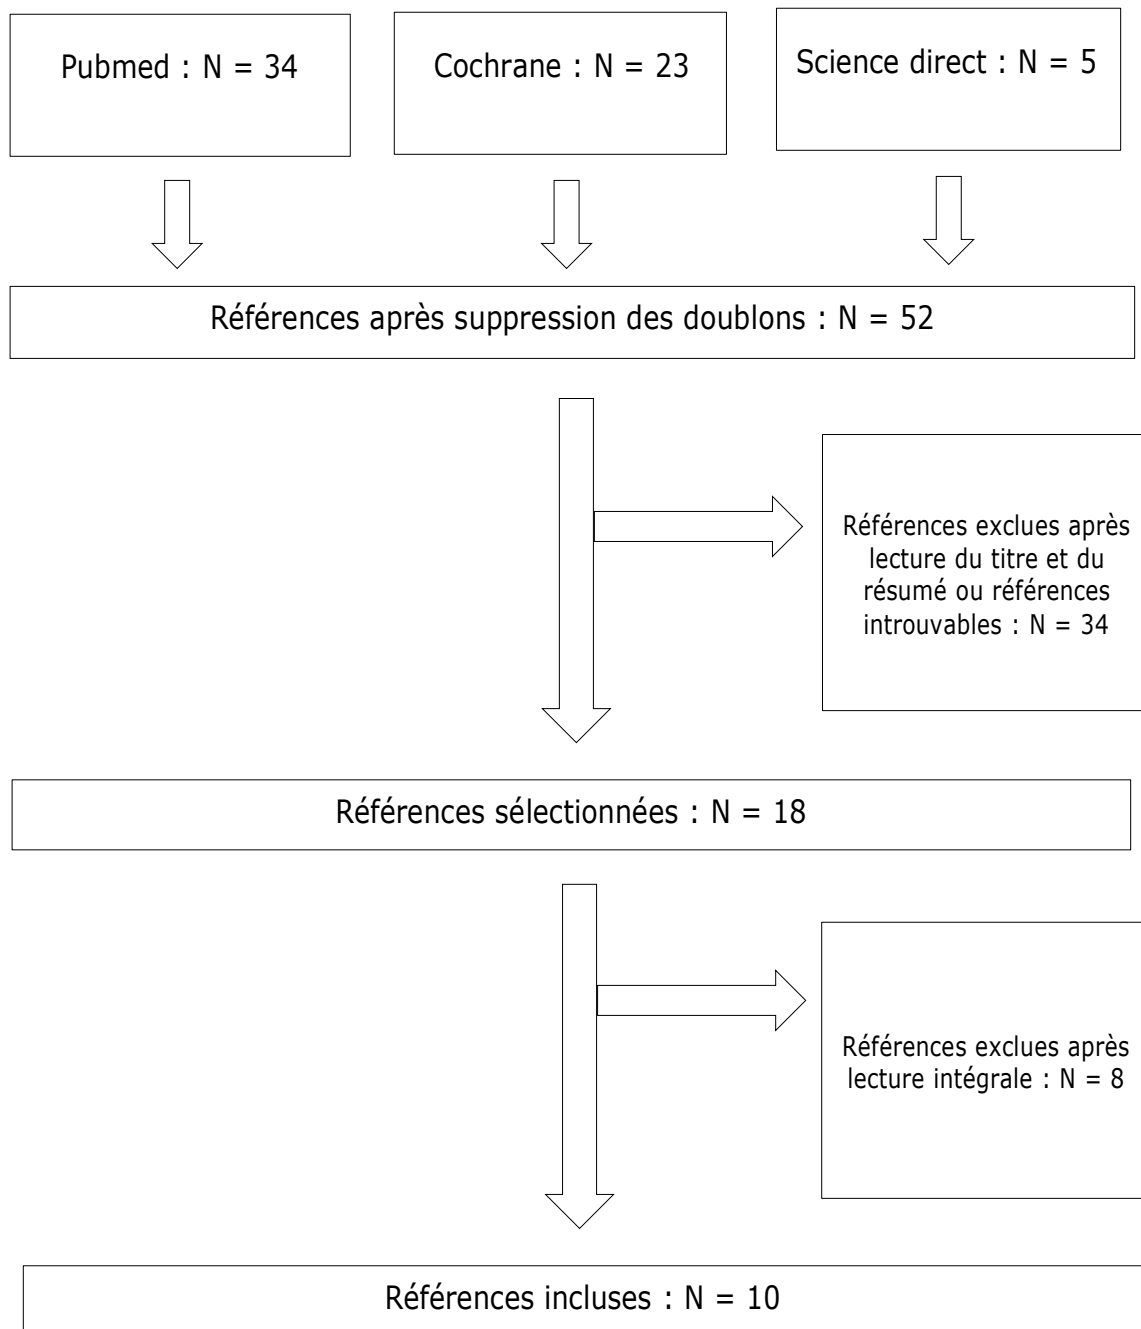 Pubmed : N = 34
Cochrane : N = 23
Science direct : N = 5
Références après suppression des doublons : N = 52
Références exclues après
lecture du titre et du
résumé ou références
introuvables : N = 34
Références sélectionnées : N = 18
Références exclues après
lecture intégrale : N = 8
Références incluses : N = 10